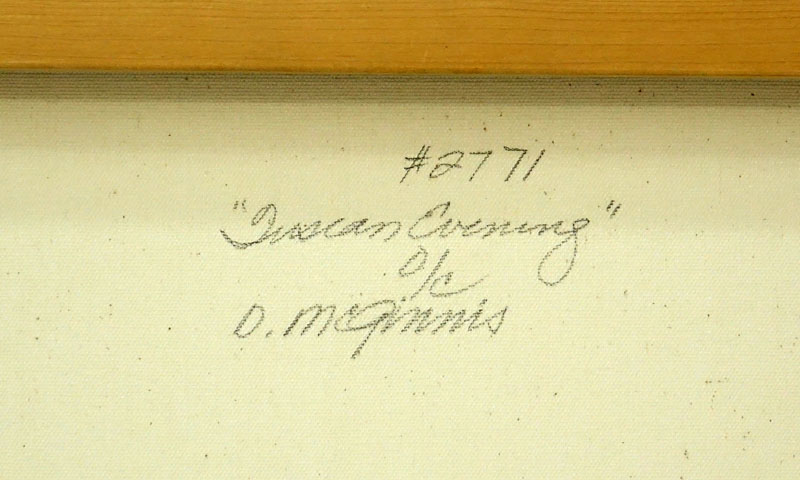 #2771
"Tuscan Evening"
O/C
D. McGinnis